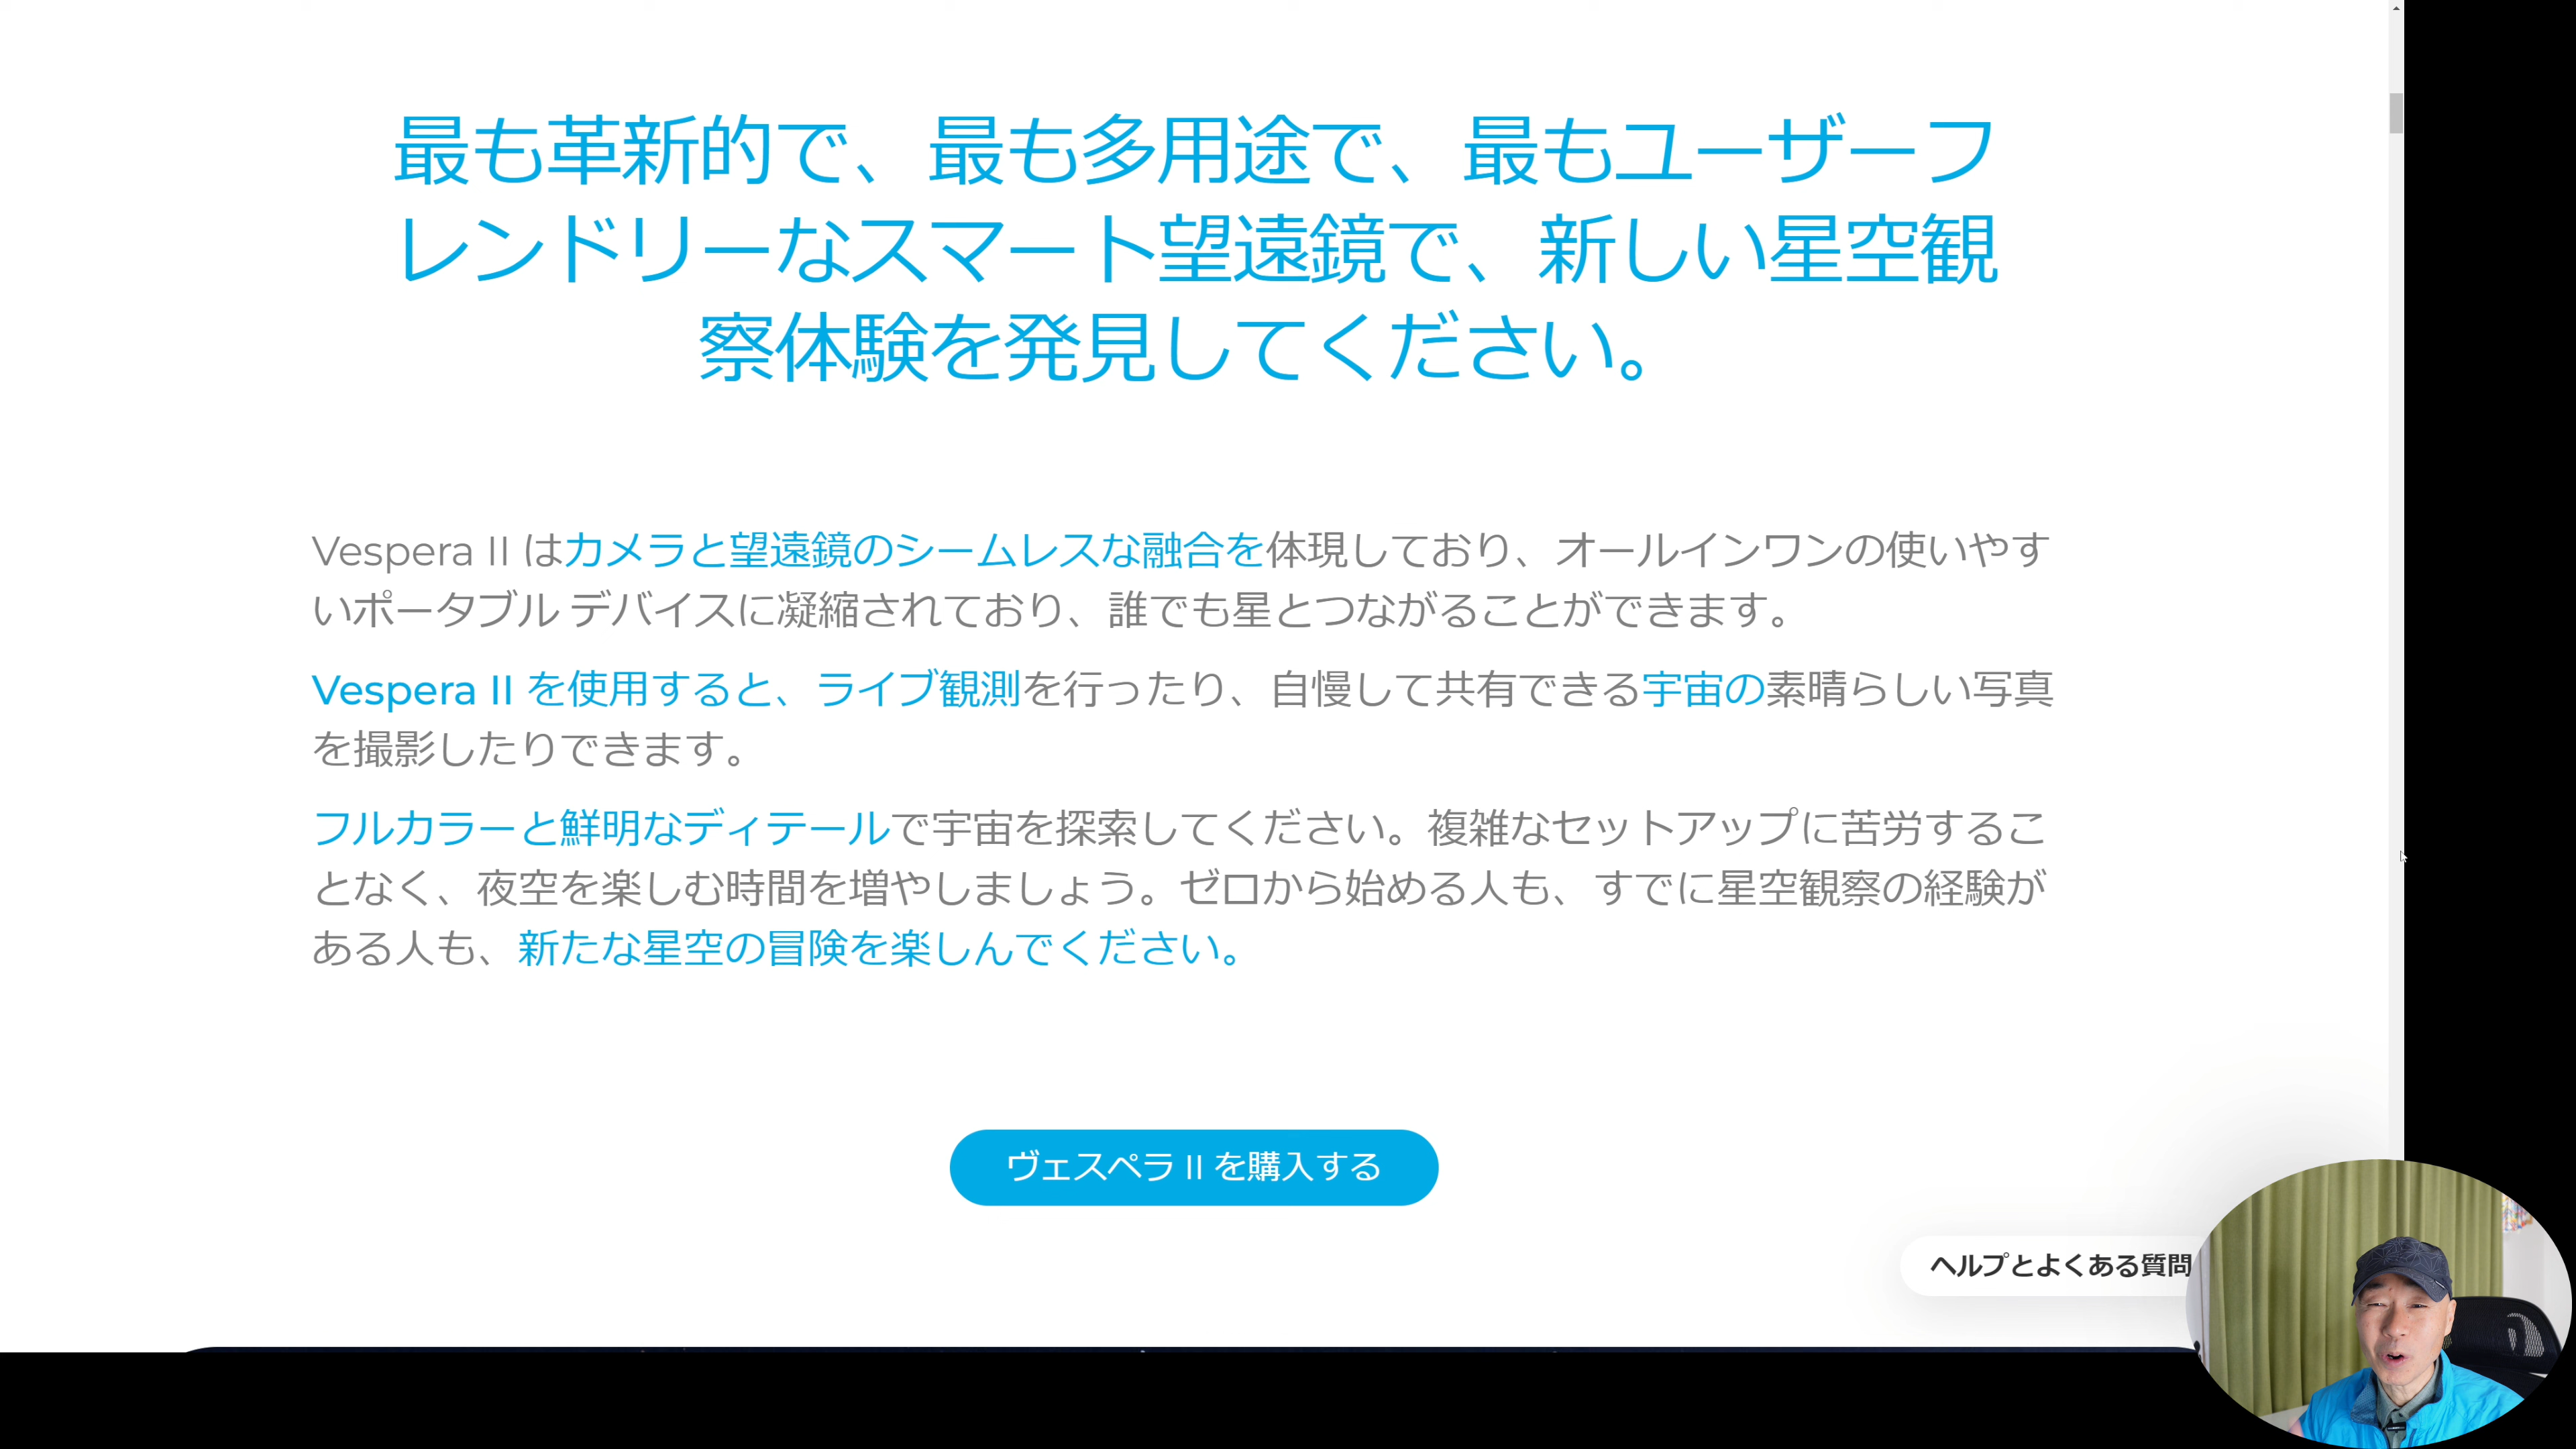 最も革新的で、最も多用途で、最もユーザーフ
レンドリーなスマート望遠鏡で、新しい星空観
察体験を発見してください。
Vespera II はカメラと望遠鏡のシームレスな融合を体現しており、オールインワンの使いやす
いポータブル デバイスに凝縮されており、誰でも星とつながることができます。
Vespera II を使用すると、ライブ観測を行ったり、自慢して共有できる宇宙の素晴らしい写真
を撮影したりできます。
フルカラーと鮮明なディテールで宇宙を探索してください。複雑なセットアップに苦労するこ
となく、夜空を楽しむ時間を増やしましょう。ゼロから始める人も、すでに星空観察の経験が
ある人も、新たな星空の冒険を楽しんでください。
ヴェスペラ II を購入する
ヘルプとよくある質問